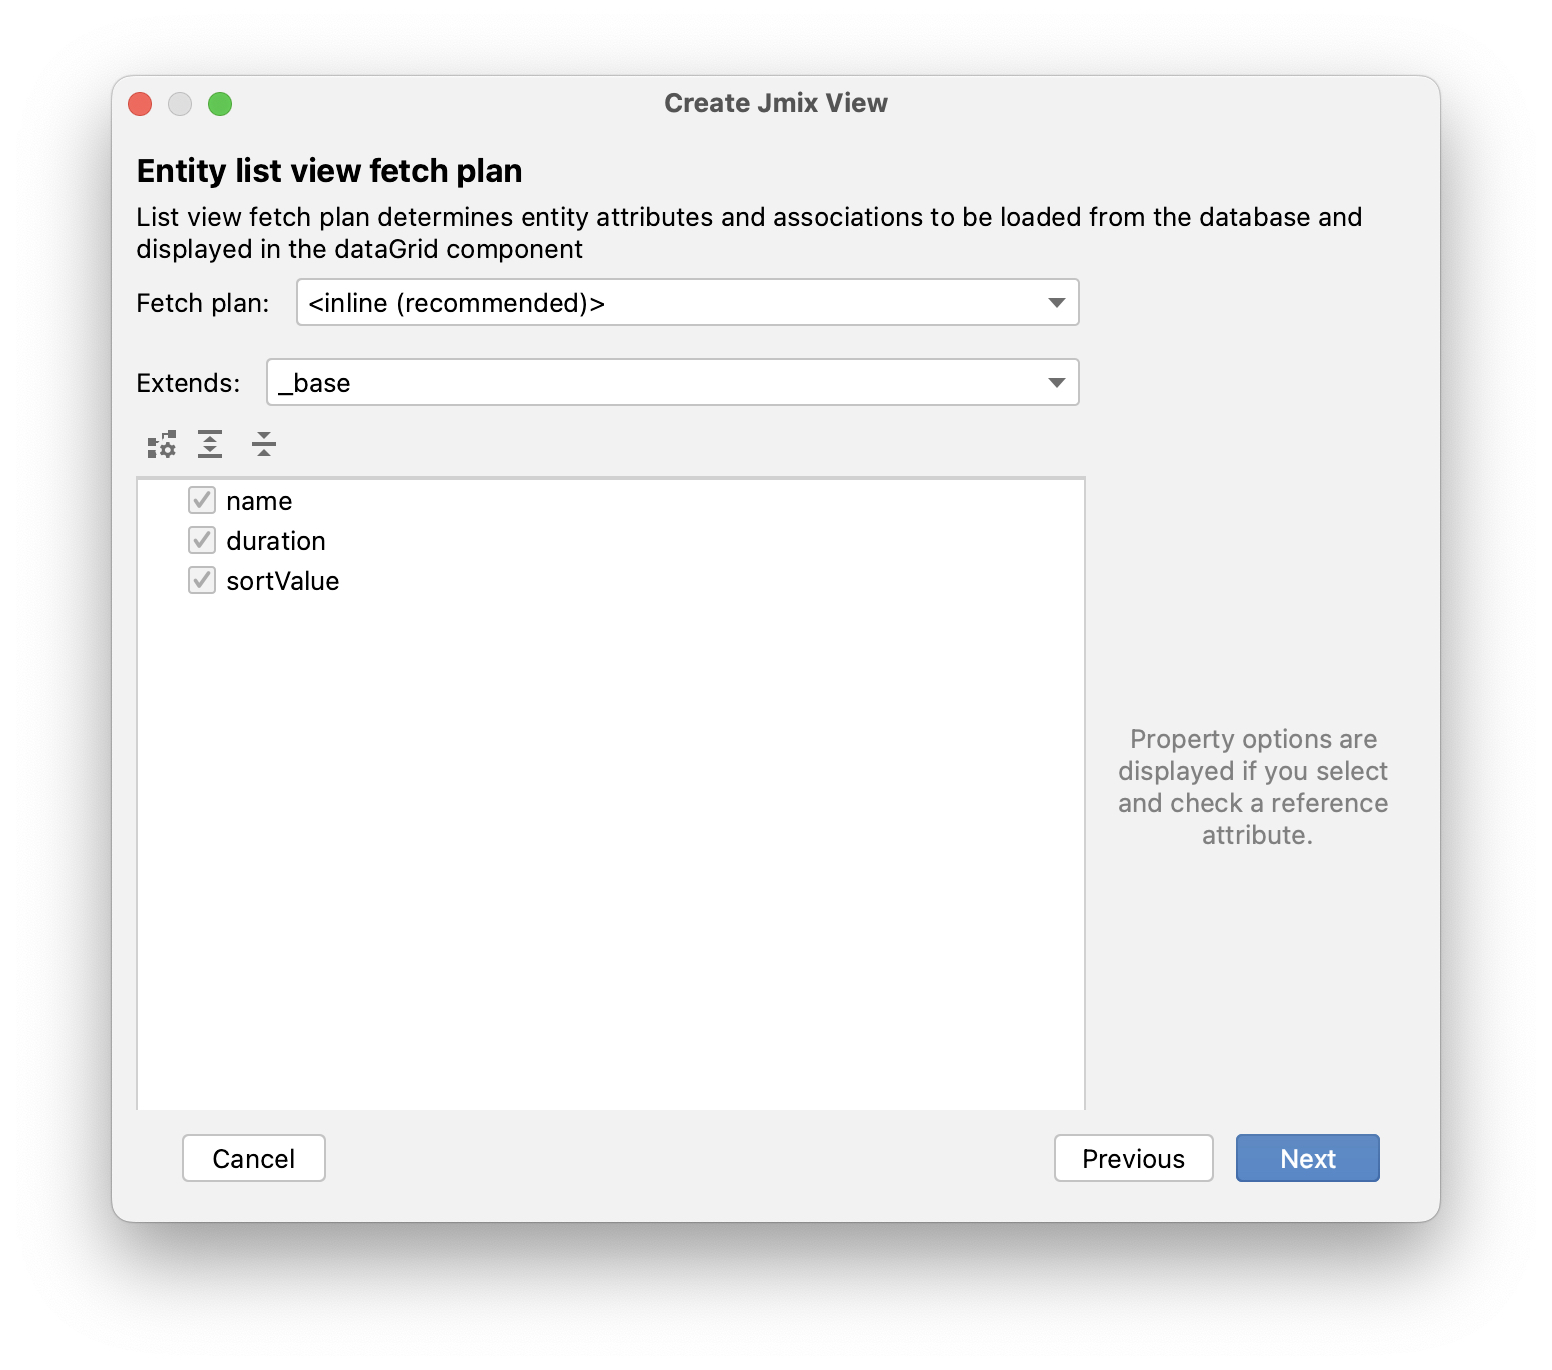 Create Jmix View
Entity list view fetch plan
List view fetch plan determines entity attributes and associations to be loaded from the database and
displayed in the dataGrid component
Fetch plan: <inline (recommended)>
Extends: _base
name
duration
sortValue
Property options are
displayed if you select
and check a reference
attribute.
Cancel Previous Next